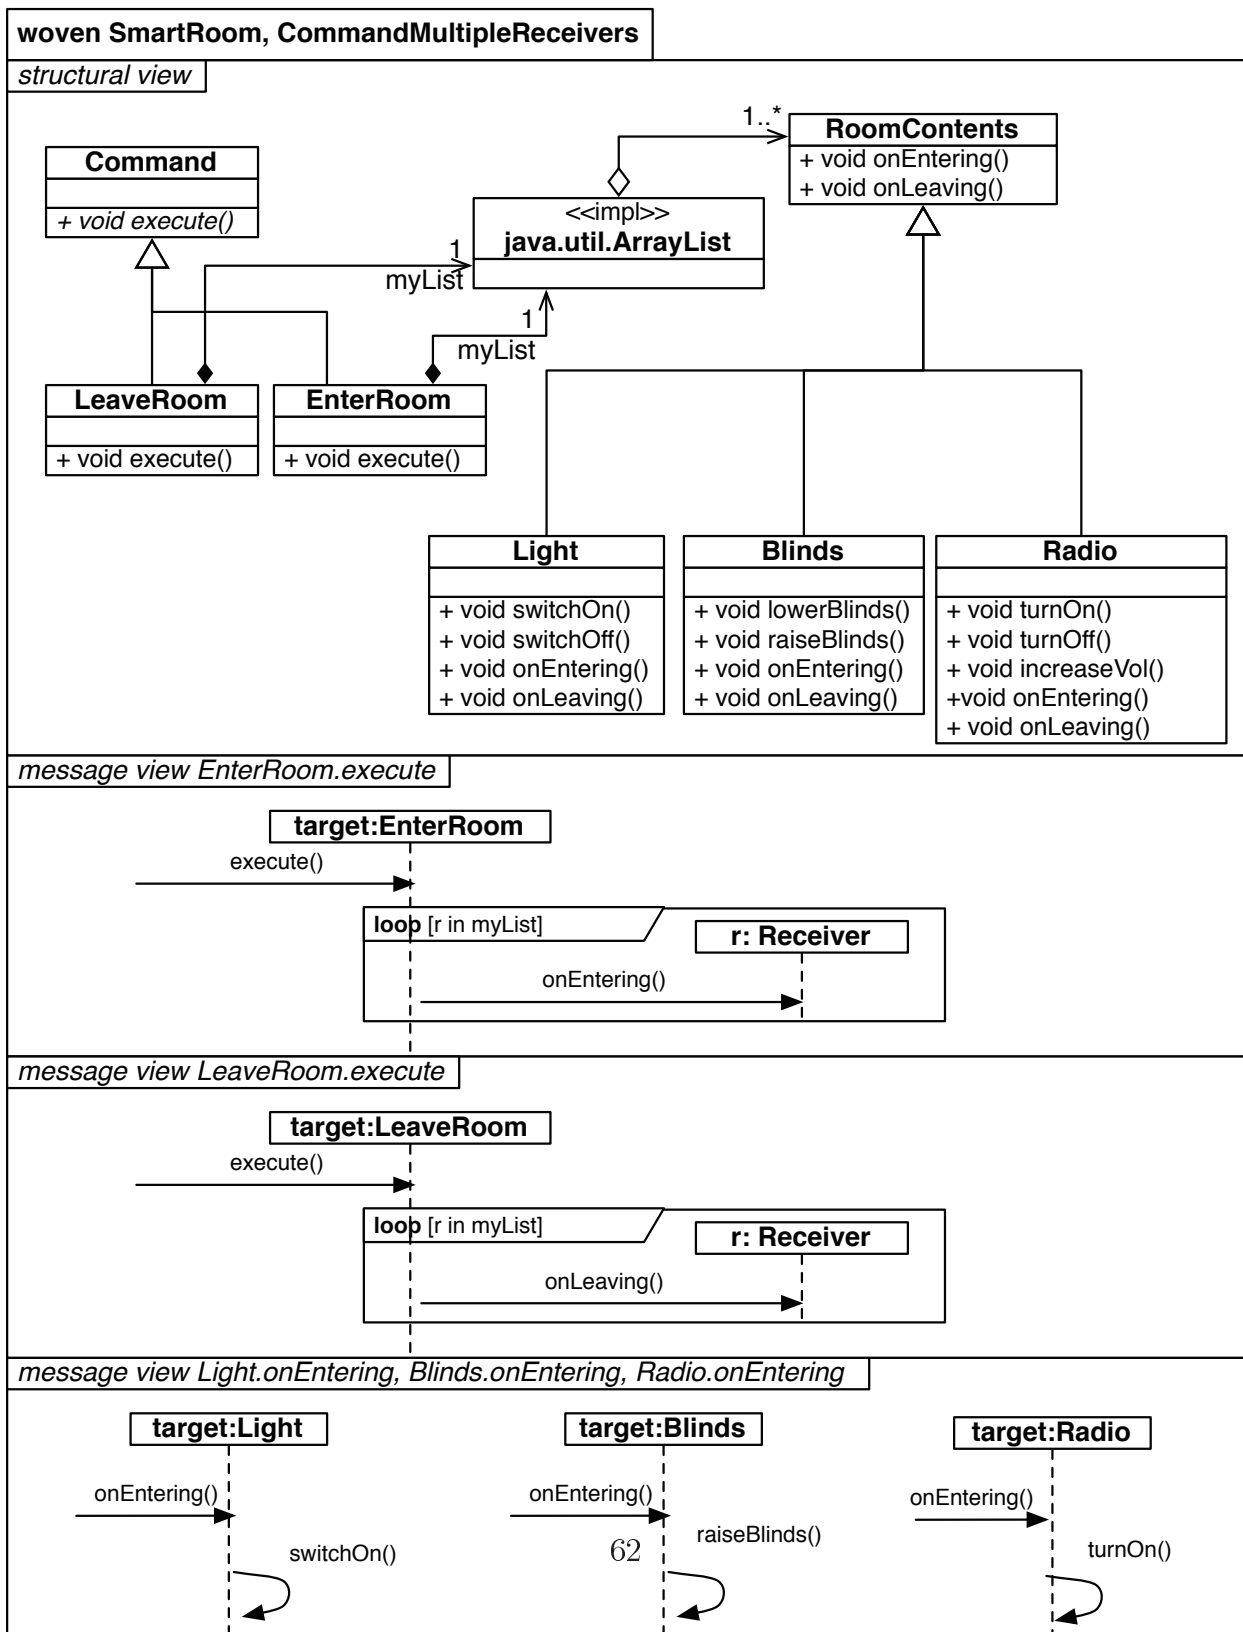 woven SmartRoom, CommandMultipleReceivers
structural view
Command
+ void execute()
1..*
RoomContents
+ void onEntering()
+ void onLeaving()
<<impl>>
java.util.ArrayList
1
myList
1
myList
LeaveRoom
+ void execute()
EnterRoom
+ void execute()
Light
+ void switchOn()
+ void switchOff()
+ void onEntering()
+ void onLeaving()
Blinds
+ void lowerBlinds()
+ void raiseBlinds()
+ void onEntering()
+ void onLeaving()
Radio
+ void turnOn()
+ void turnOff()
+ void increaseVol()
+void onEntering()
+ void onLeaving()
message view EnterRoom.execute
target:EnterRoom
execute()
loop [r in myList]
r: Receiver
onEntering()
message view LeaveRoom.execute
target:LeaveRoom
execute()
loop [r in myList]
r: Receiver
onLeaving()
message view Light.onEntering, Blinds.onEntering, Radio.onEntering
target:Light
onEntering()
switchOn()
target:Blinds
onEntering()
raiseBlinds()
62
target:Radio
onEntering()
turnOn()